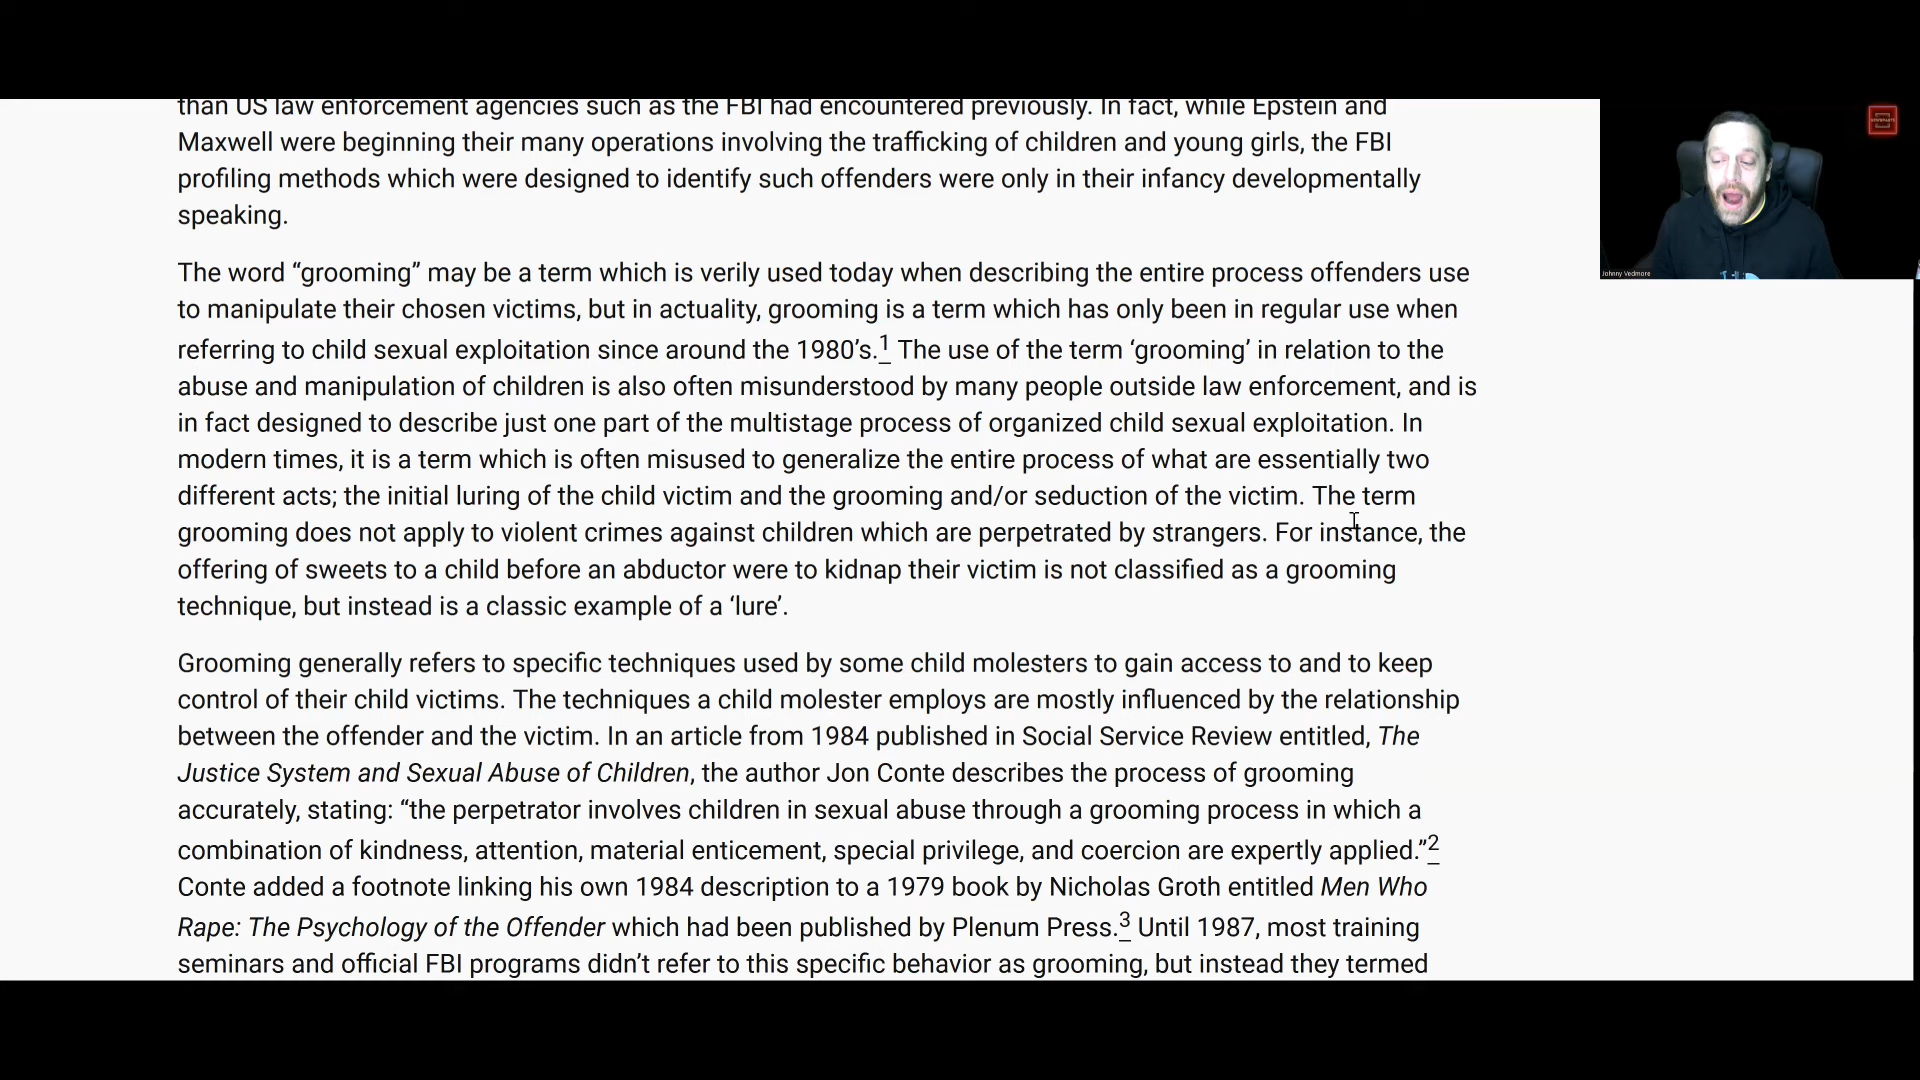 than US law enforcement agencies such as the FBI had encountered previously. In fact, while Epstein and
Maxwell were beginning their many operations involving the trafficking of children and young girls, the FBI
profiling methods which were designed to identify such offenders were only in their infancy developmentally
speaking.
The word “grooming” may be a term which is verily used today when describing the entire process offenders use
to manipulate their chosen victims, but in actuality, grooming is a term which has only been in regular use when
referring to child sexual exploitation since around the 1980’s.1 The use of the term ‘grooming’ in relation to the
abuse and manipulation of children is also often misunderstood by many people outside law enforcement, and is
in fact designed to describe just one part of the multistage process of organized child sexual exploitation. In
modern times, it is a term which is often misused to generalize the entire process of what are essentially two
different acts; the initial luring of the child victim and the grooming and/or seduction of the victim. The term
grooming does not apply to violent crimes against children which are perpetrated by strangers. For instance, the
offering of sweets to a child before an abductor were to kidnap their victim is not classified as a grooming
technique, but instead is a classic example of a ‘lure’.
Grooming generally refers to specific techniques used by some child molesters to gain access to and to keep
control of their child victims. The techniques a child molester employs are mostly influenced by the relationship
between the offender and the victim. In an article from 1984 published in Social Service Review entitled, The
Justice System and Sexual Abuse of Children, the author Jon Conte describes the process of grooming
accurately, stating: “the perpetrator involves children in sexual abuse through a grooming process in which a
combination of kindness, attention, material enticement, special privilege, and coercion are expertly applied.”2
Conte added a footnote linking his own 1984 description to a 1979 book by Nicholas Groth entitled Men Who
Rape: The Psychology of the Offender which had been published by Plenum Press.3 Until 1987, most training
seminars and official FBI programs didn’t refer to this specific behavior as grooming, but instead they termed
Johnny Vedmore